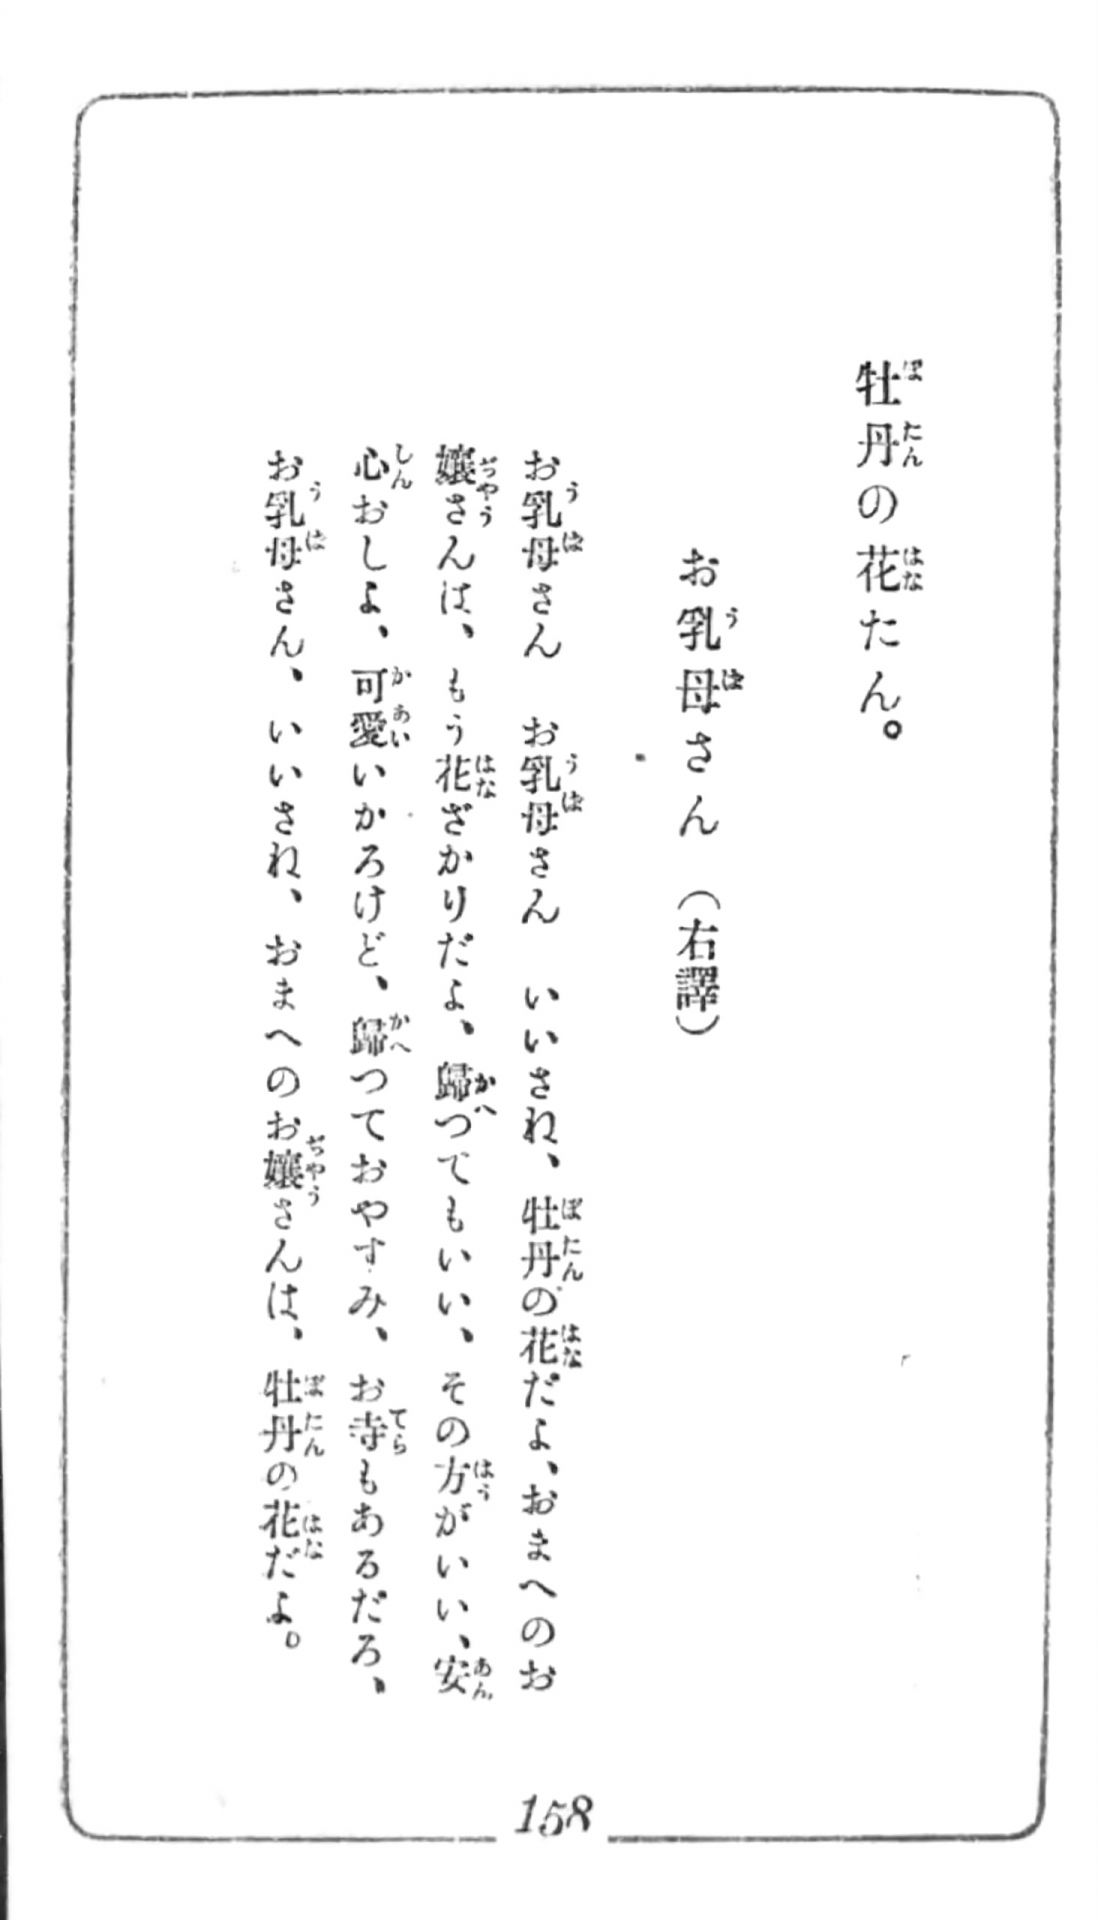 牡丹の花たん。
お乳母さん （右譯）
お乳母さん お乳母さん いいさね、牡丹の花だよ、おまへのお
孃さんは、もう花ざかりだよ、歸つてもいい、その方がいい、安
心おしよ、可愛いかろけど、歸つておやすみ、お寺もあるだろ、
お乳母さん、いいさね、おまへのお孃さんは、牡丹の花だよ。
158